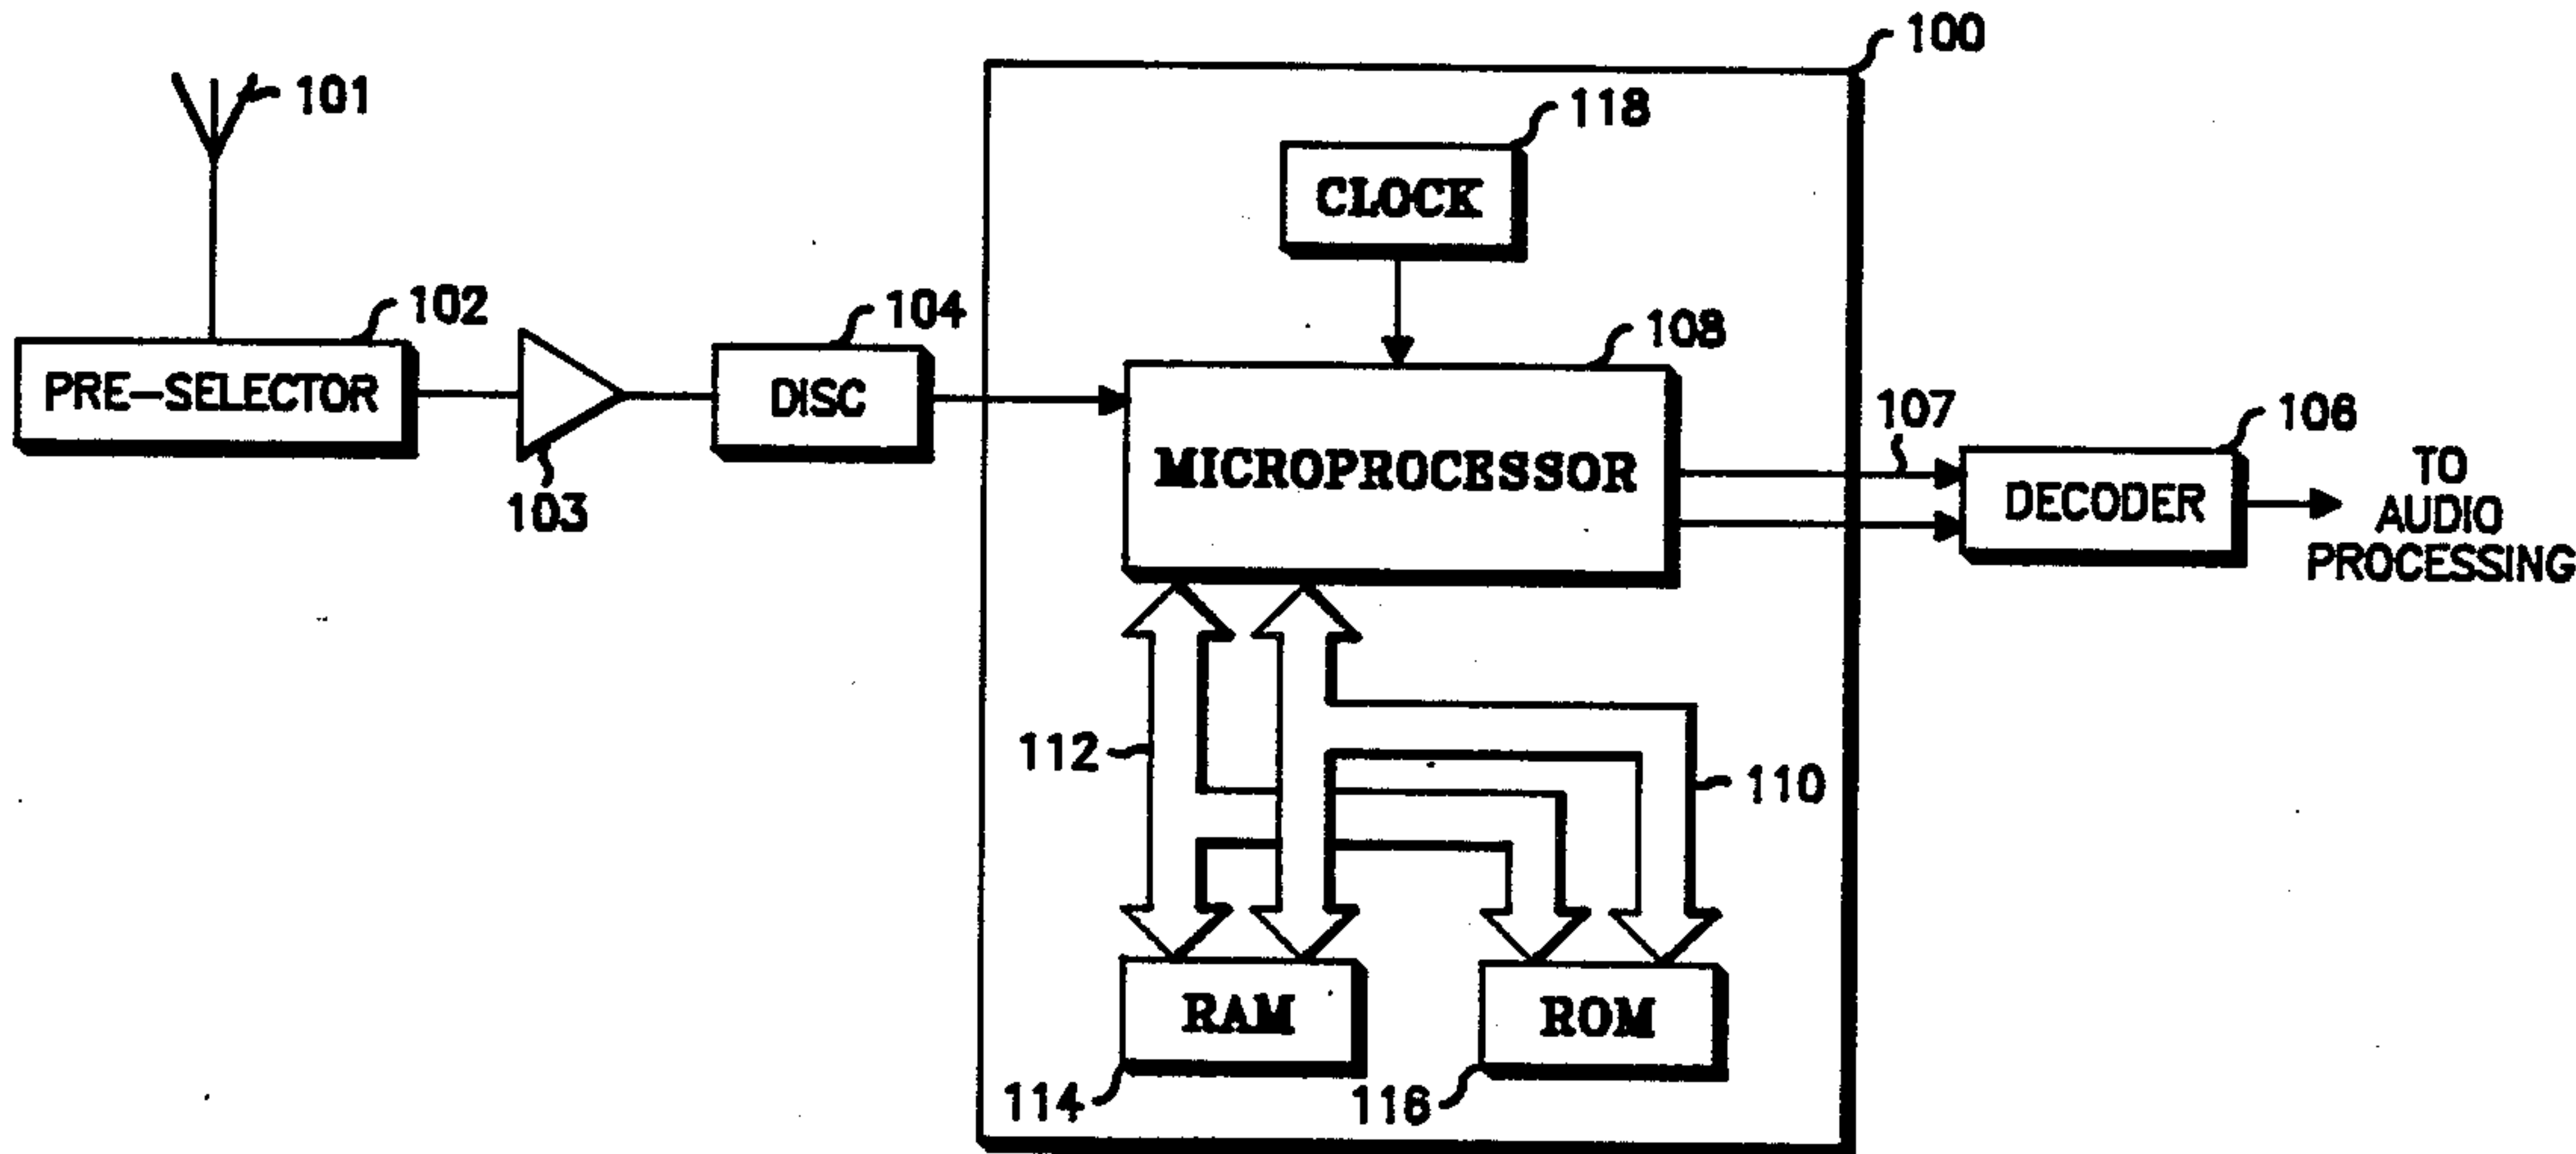 100
101
118
CLOCK
102
104
108
PRE-SELECTOR
DISC
103
MICROPROCESSOR
107
106
DECODER
TO
AUDIO
PROCESSING
112
110
RAM
ROM
114
116